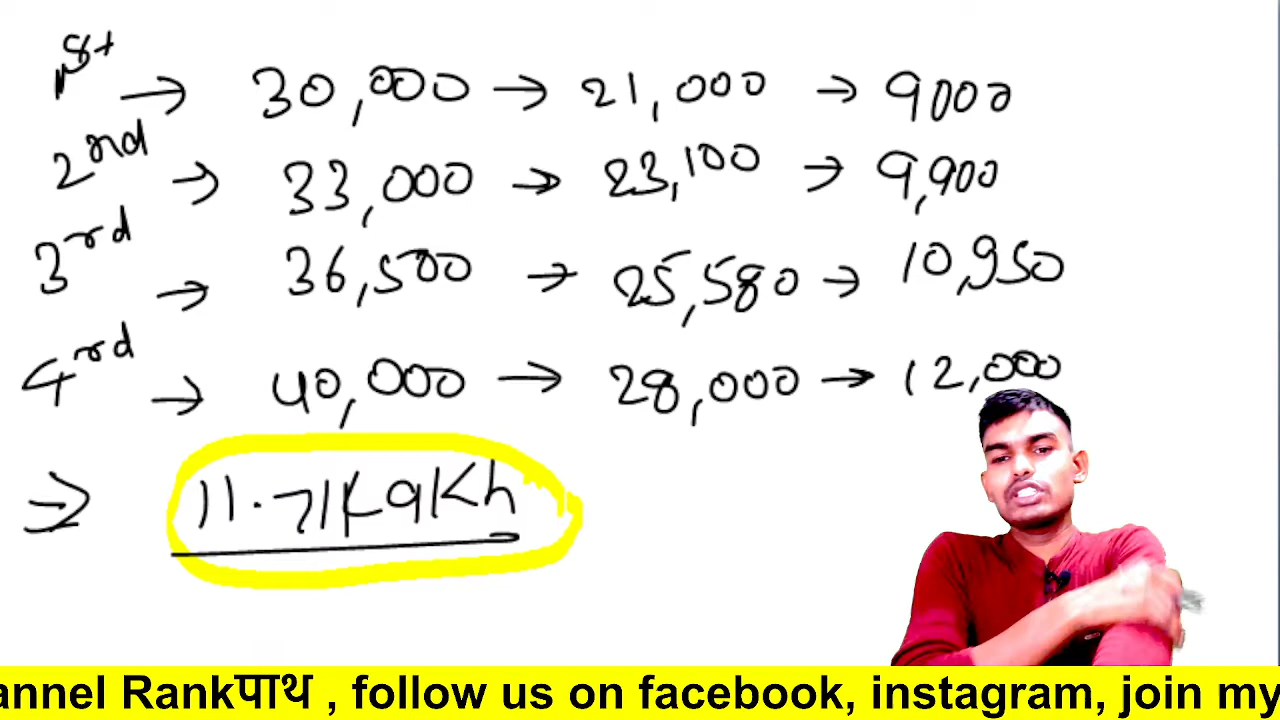 1st → 30,000 → 21,000 → 9000
2nd → 33,000 → 23,100 → 9,900
3rd → 36,500 → 25,580 → 10,950
4rd → 40,000 → 28,000 → 12,000
⇒ 11.71
annel Rankपाथ , follow us on facebook, instagram, join my